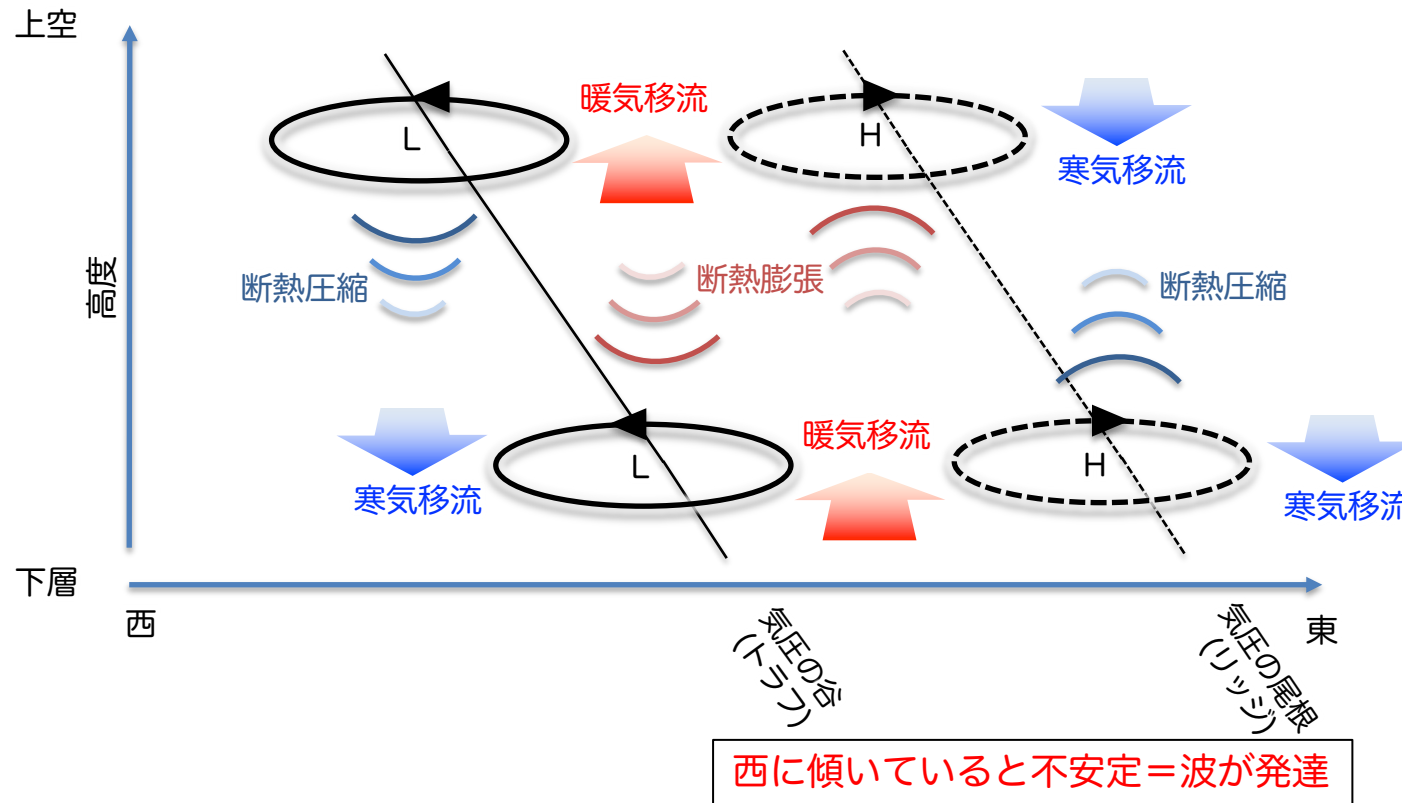 上空
暖気移流
L
H
寒気移流
高度
断熱圧縮
断熱膨張
断熱圧縮
暖気移流
寒気移流
L
H
寒気移流
下層
西
東
気圧の谷
(トラフ)
気圧の尾根
(リッジ)
西に傾いていると不安定＝波が発達